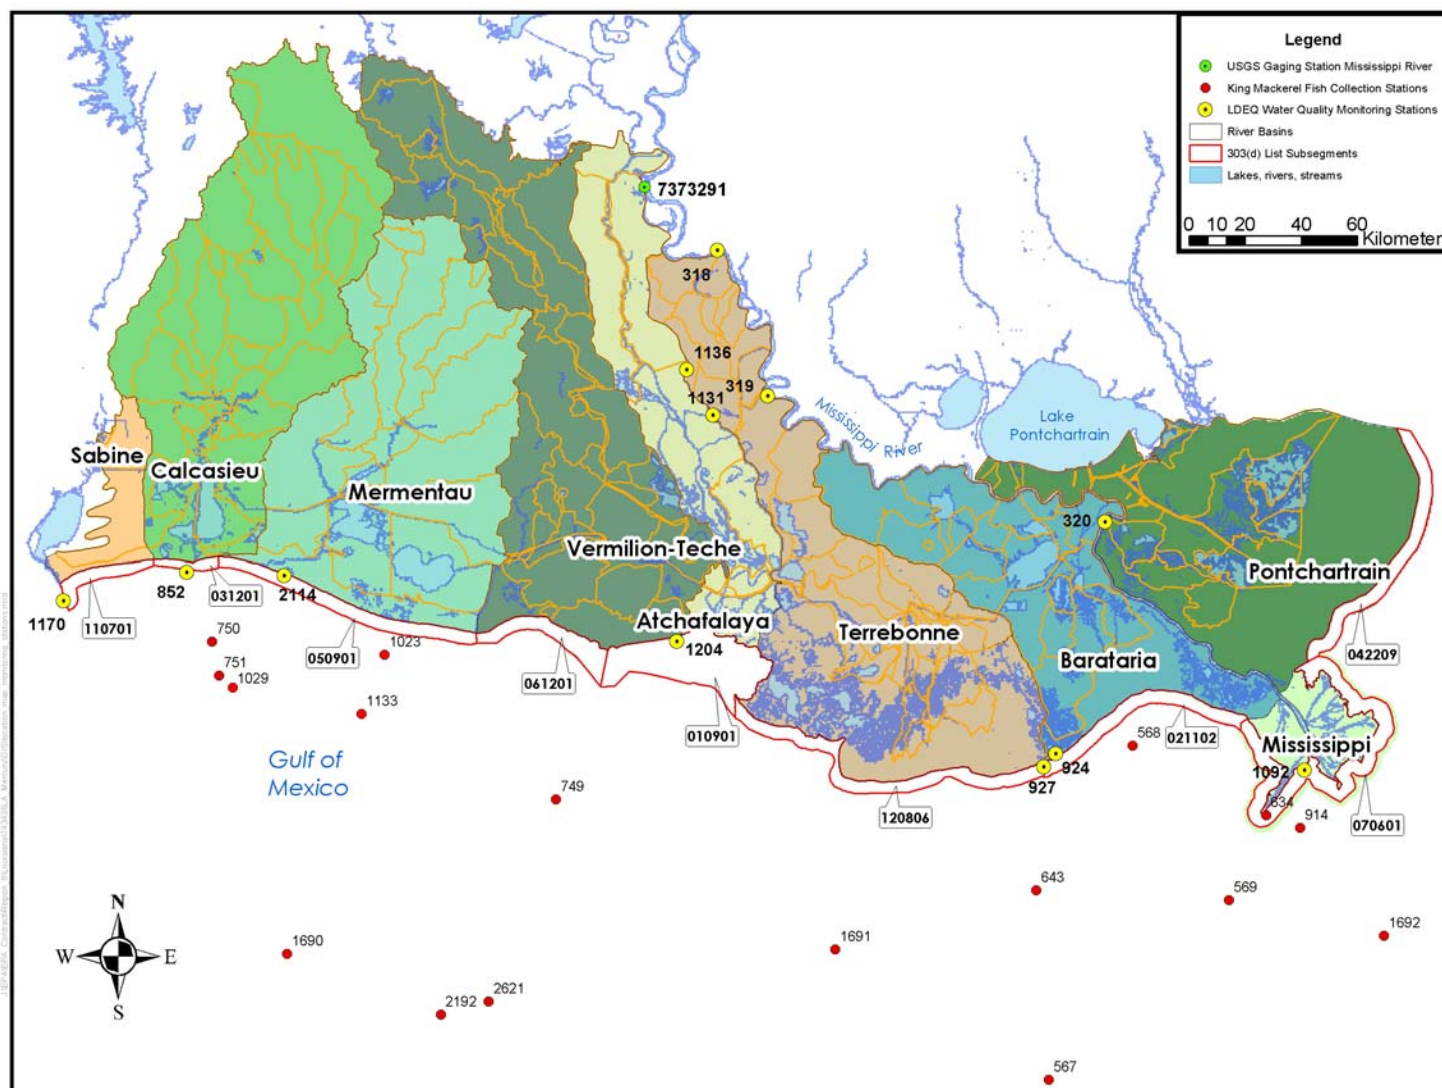 Legend
USGS Gaging Station Mississippi River
King Mackerel Fish Collection Stations
LDEQ Water Quality Monitoring Stations
River Basins
303(d) List Subsegments
Lakes, rivers, streams
0 10 20 40 60
Kilometer
7373291
318
1136
319
1131
Mississippi River
Lake
Pontchartrain
Sabine
Calcasieu
Mermentau
320
Vermilion-Teche
Pontchartrain
852
031201
2114
1170
110701
Atchafalaya
Terrebonne
050901
1204
Barataria
042209
750
1023
751
1029
061201
010901
021102
1133
568
Mississippi
Gulf of
Mexico
924
1092
927
749
120806
634
914
070601
643
569
1690
1691
1692
2192
2621
567
N
W
E
S